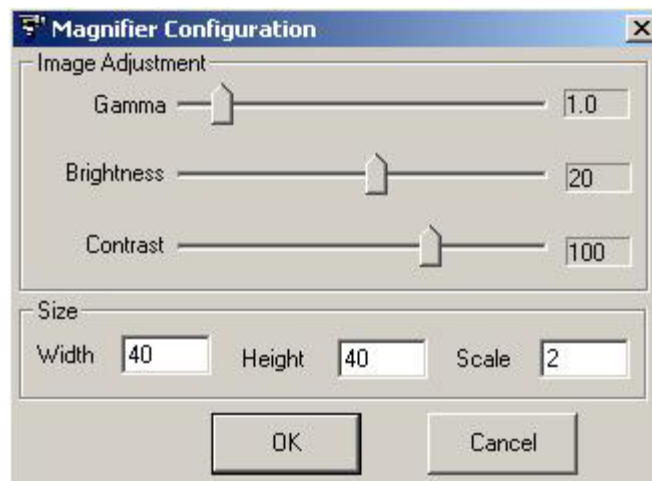 Magnifier Configuration
Image Adjustment
Gamma 1.0
Brightness 20
Contrast 100
Size
Width 40 Height 40 Scale 2
OK Cancel